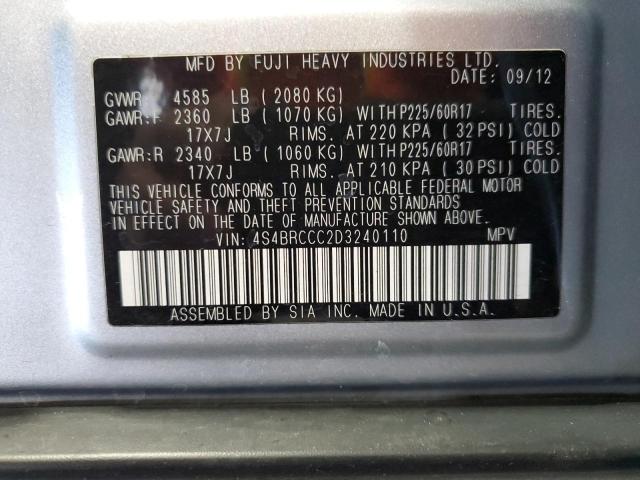 MFD BY FUJI HEAVY INDUSTRIES LTD.
DATE: 09/12
GVWR: 4585 LB (2080 KG)
GAWR:F 2360 LB (1070 KG) WITH P225/60R17 TIRES.
17X7J RIMS. AT 220 KPA (32 PSI) COLD
GAWR:R 2340 LB (1060 KG) WITH P225/60R17 TIRES.
17X7J RIMS. AT 210 KPA (30 PSI) COLD
THIS VEHICLE CONFORMS TO ALL APPLICABLE FEDERAL MOTOR
VEHICLE SAFETY AND THEFT PREVENTION STANDARDS
IN EFFECT ON THE DATE OF MANUFACTURE SHOWN ABOVE.
VIN: 4S4BRCCC2D3240110 MPV
ASSEMBLED BY SIA INC. MADE IN U.S.A.